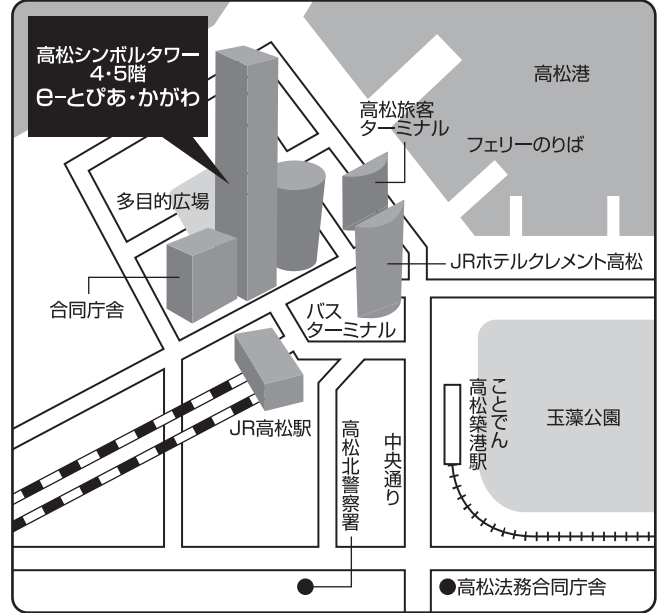 高松シンボルタワー
4・5階
e-とぴあ・かがわ
高松港
高松旅客
ターミナル
フェリーのりば
多目的広場
JRホテルクレメント高松
合同庁舎
バス
ターミナル
JR高松駅
ことでん
高松築港駅
玉藻公園
高松北警察署
中央通り
高松法務合同庁舎